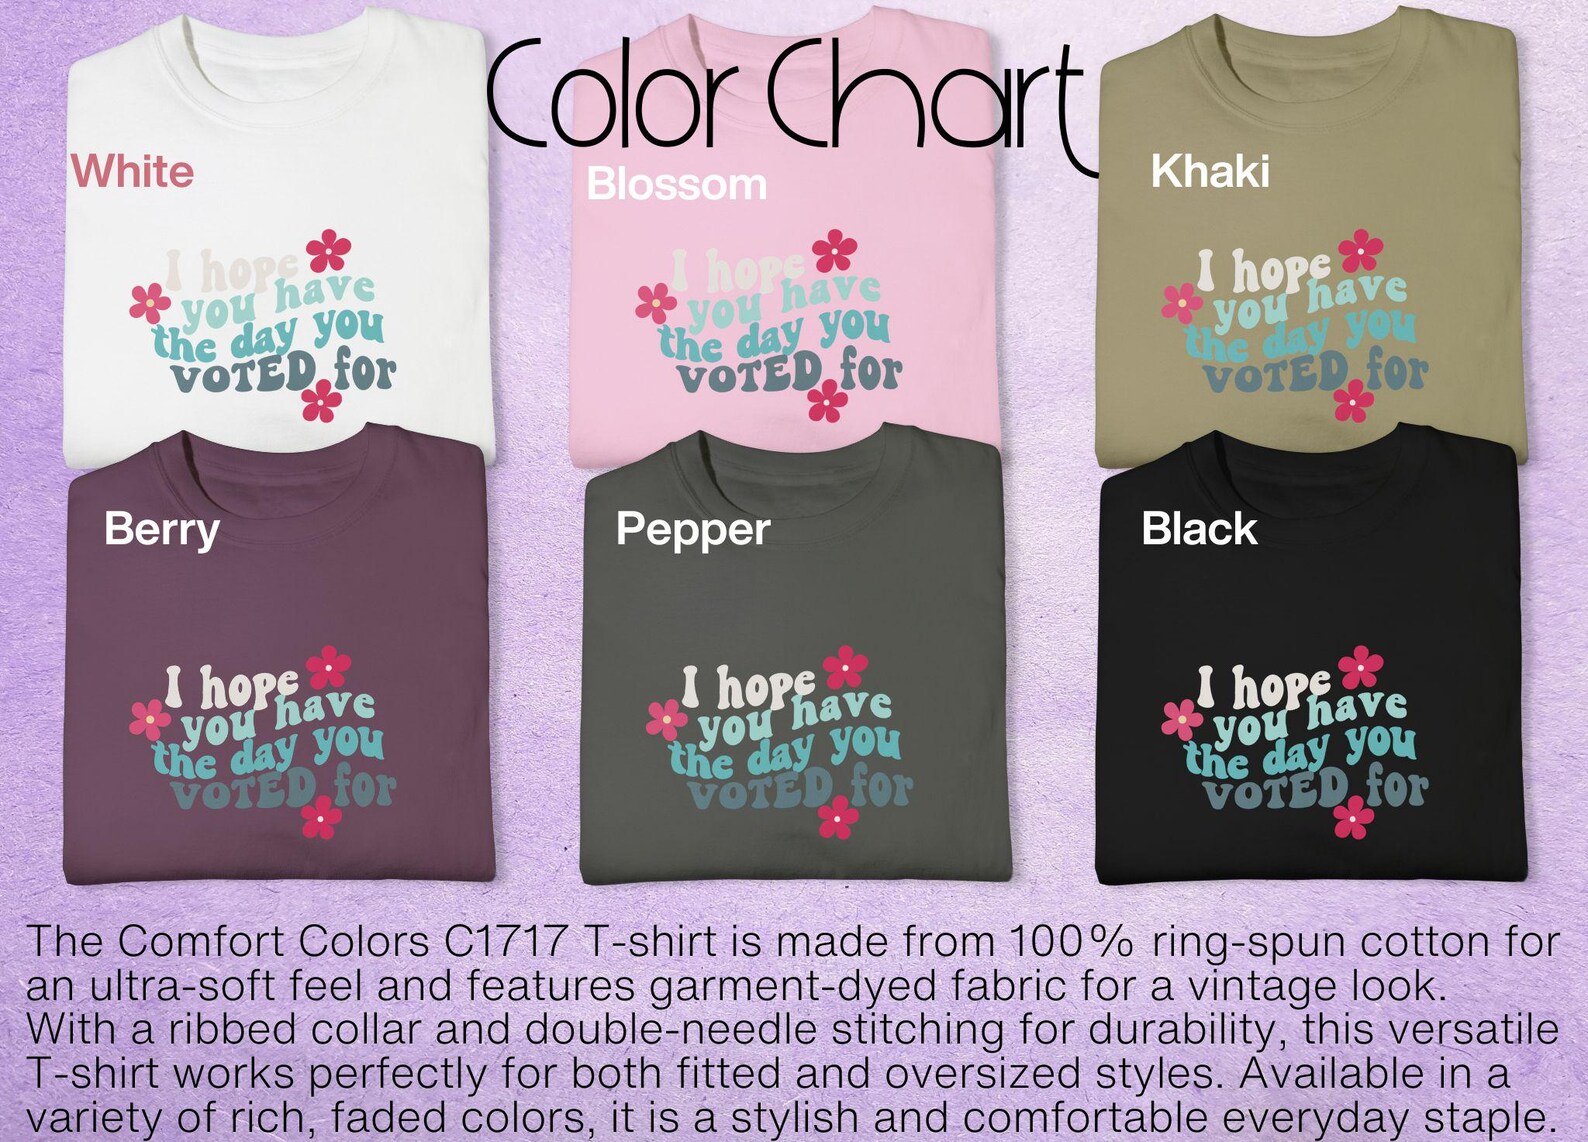 Color Chart
White
I hope
you have
the day you
VOTED for
Blossom
I hope
you have
the day you
VOTED for
Khaki
I hope
you have
the day you
VOTED for
Berry
I hope
you have
the day you
VOTED for
Pepper
I hope
you have
the day you
VOTED for
Black
I hope
you have
the day you
VOTED for
The Comfort Colors C1717 T-shirt is made from 100% ring-spun cotton for
an ultra-soft feel and features garment-dyed fabric for a vintage look.
With a ribbed collar and double-needle stitching for durability, this versatile
T-shirt works perfectly for both fitted and oversized styles. Available in a
variety of rich, faded colors, it is a stylish and comfortable everyday staple.